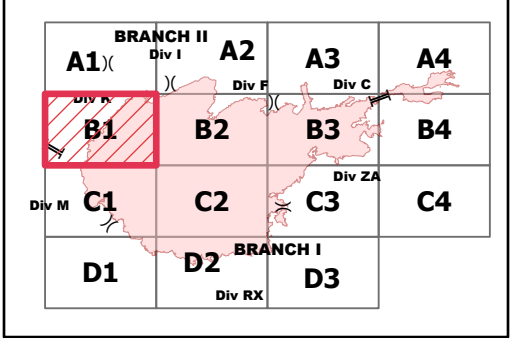 BRANCH II
A1
Div I
A2
A3
A4
Div F
Div C
Div K
B1
B2
B3
B4
Div ZA
Div M
C1
C2
C3
C4
BRANCH I
D1
D2
D3
Div RX